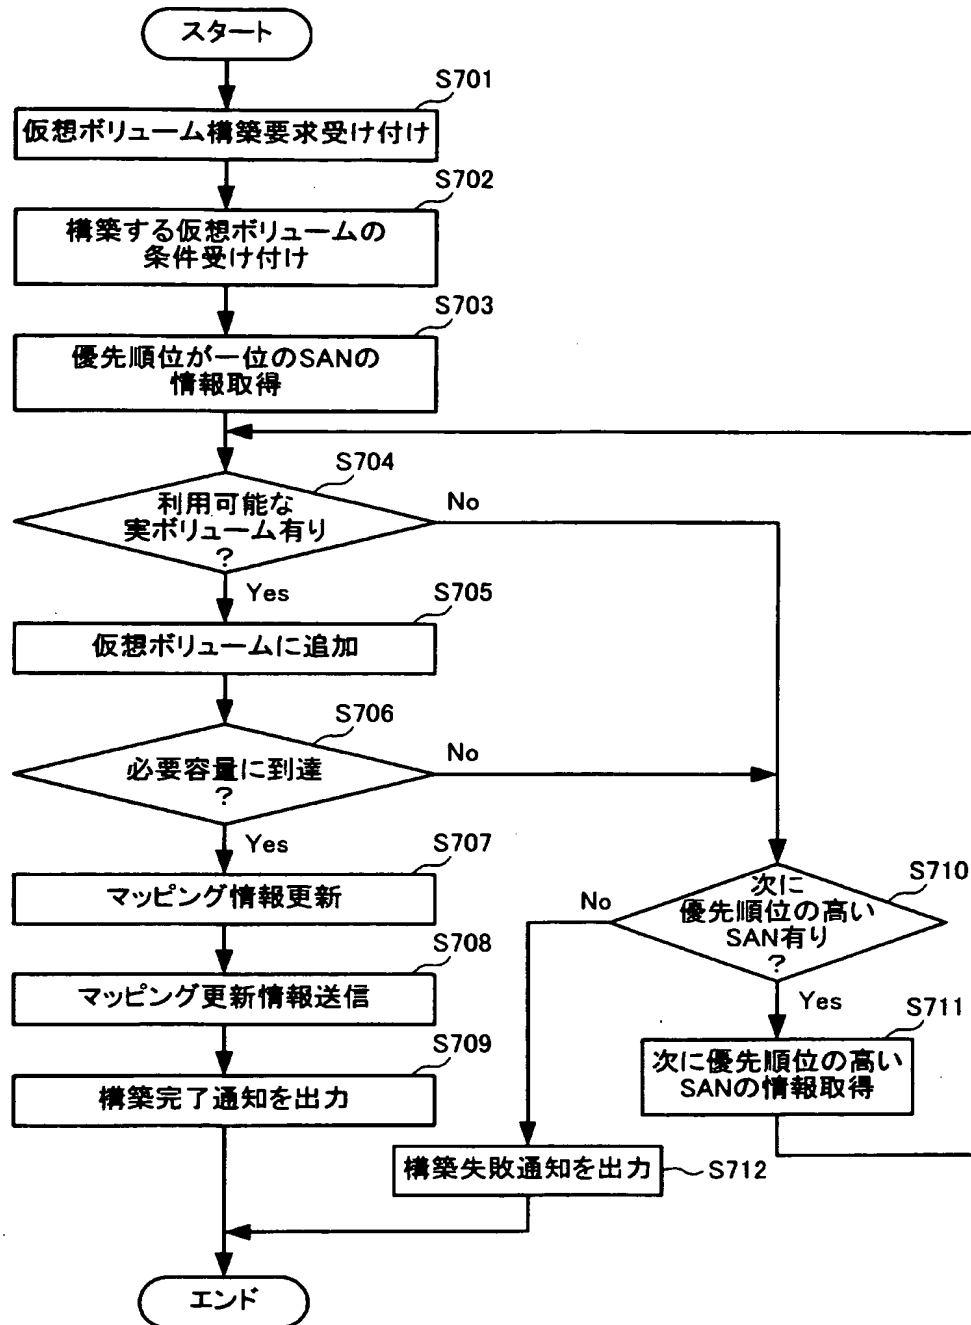 スタート
S701
仮想ボリューム構築要求受け付け
S702
構築する仮想ボリュームの
条件受け付け
S703
優先順位が一位のSANの
情報取得
S704
利用可能な
実ボリューム有り
?
No
Yes
S705
仮想ボリュームに追加
S706
必要容量に到達
?
No
Yes
S707
マッピング情報更新
S708
マッピング更新情報送信
S709
構築完了通知を出力
S710
次に
優先順位の高い
SAN有り
?
No
Yes
S711
次に優先順位の高い
SANの情報取得
構築失敗通知を出力
S712
エンド